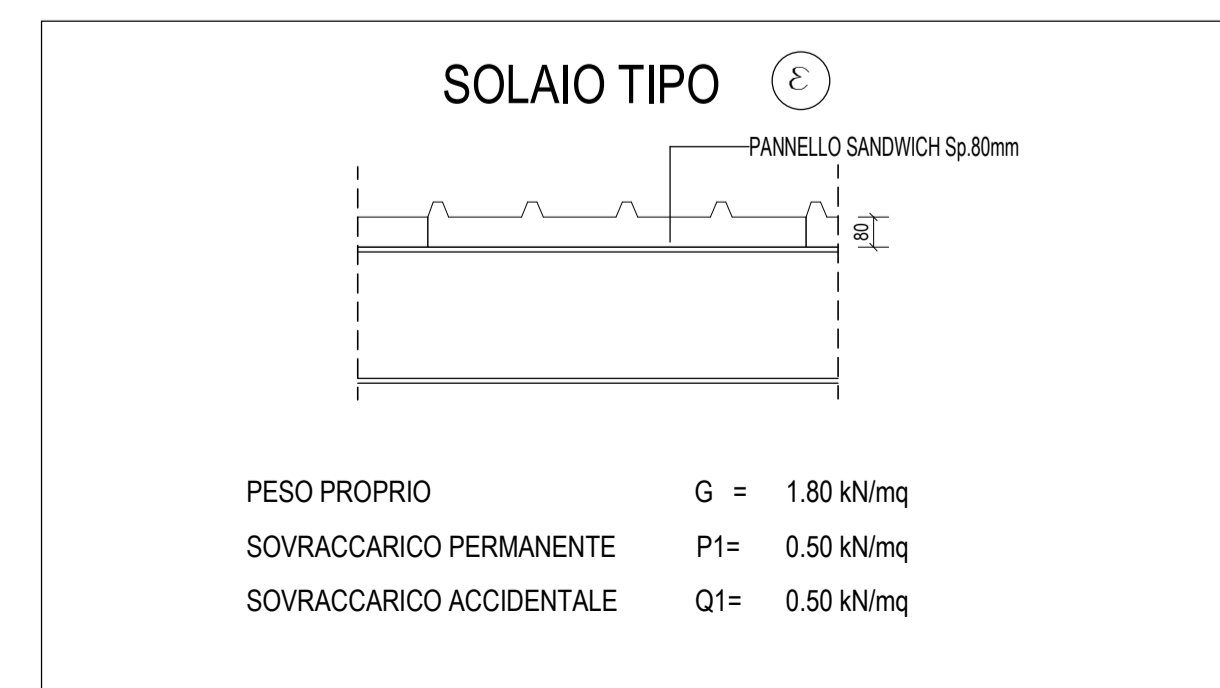 SOLAIO TIPO ε
PANNELLO SANDWICH Sp.80mm
80
PESO PROPRIO G = 1.80 kN/mq
SOVRACCARICO PERMANENTE P1= 0.50 kN/mq
SOVRACCARICO ACCIDENTALE Q1= 0.50 kN/mq